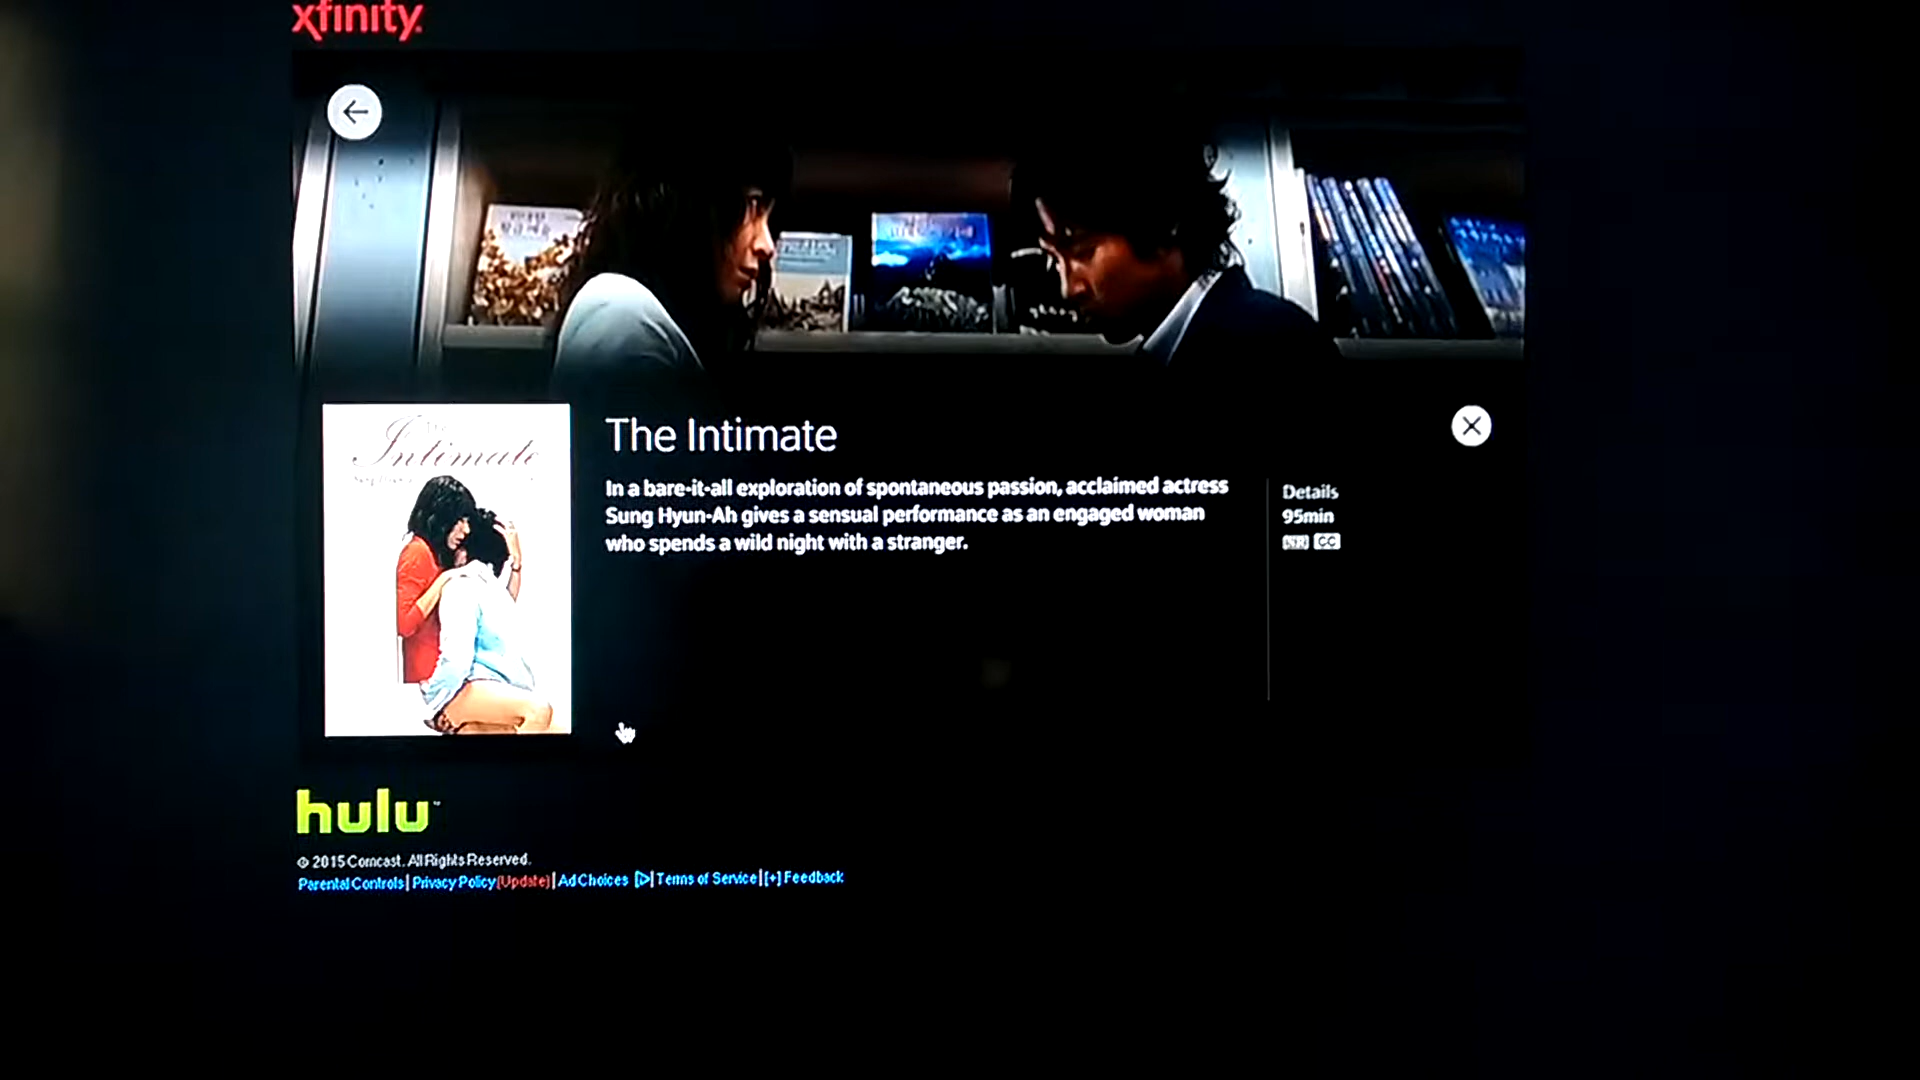 xfinity
The Intimate
In a bare-it-all exploration of spontaneous passion, acclaimed actress
Sung Hyun-Ah gives a sensual performance as an engaged woman
who spends a wild night with a stranger.
Details
95min
NR CC
The
Intimate
hulu
© 2015 Comcast. All Rights Reserved.
Parental Controls| Privacy Policy(Update)| Ad Choices |Terms of Service|[+] Feedback